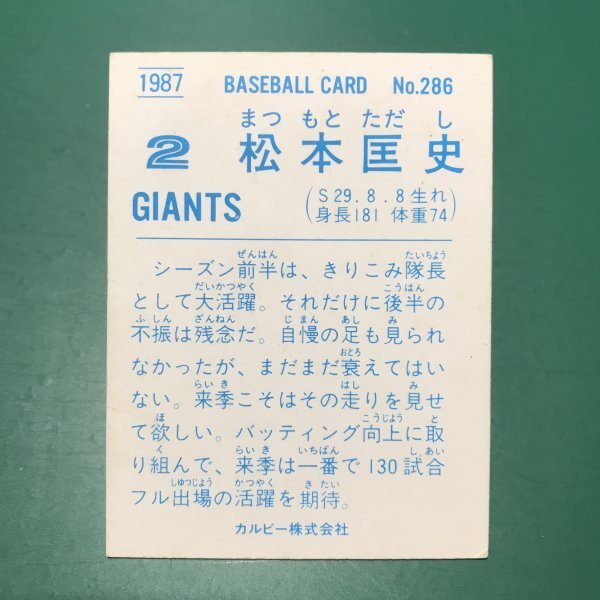 1987 BASEBALL CARD No.286
まつ もと ただ し
2 松本匡史
GIANTS
(S29.8.8生れ
身長181 体重74)
ぜんはん たいちよう
シーズン前半は、きりこみ隊長
だいかつやく こうはん
として大活躍。それだけに後半の
ふしん ざんねん じまん あし み
不振は残念だ。自慢の足も見られ
おとろ
なかったが、まだまだ衰えてはい
らいき はし み
ない。来季こそはその走りを見せ
ほ こうじよう と
て欲しい。バッティング向上に取
く らいき いちばん しあい
り組んで、来季は一番で130試合
しゆつじよう かつやく きたい
フル出場の活躍を期待。
カルビー株式会社